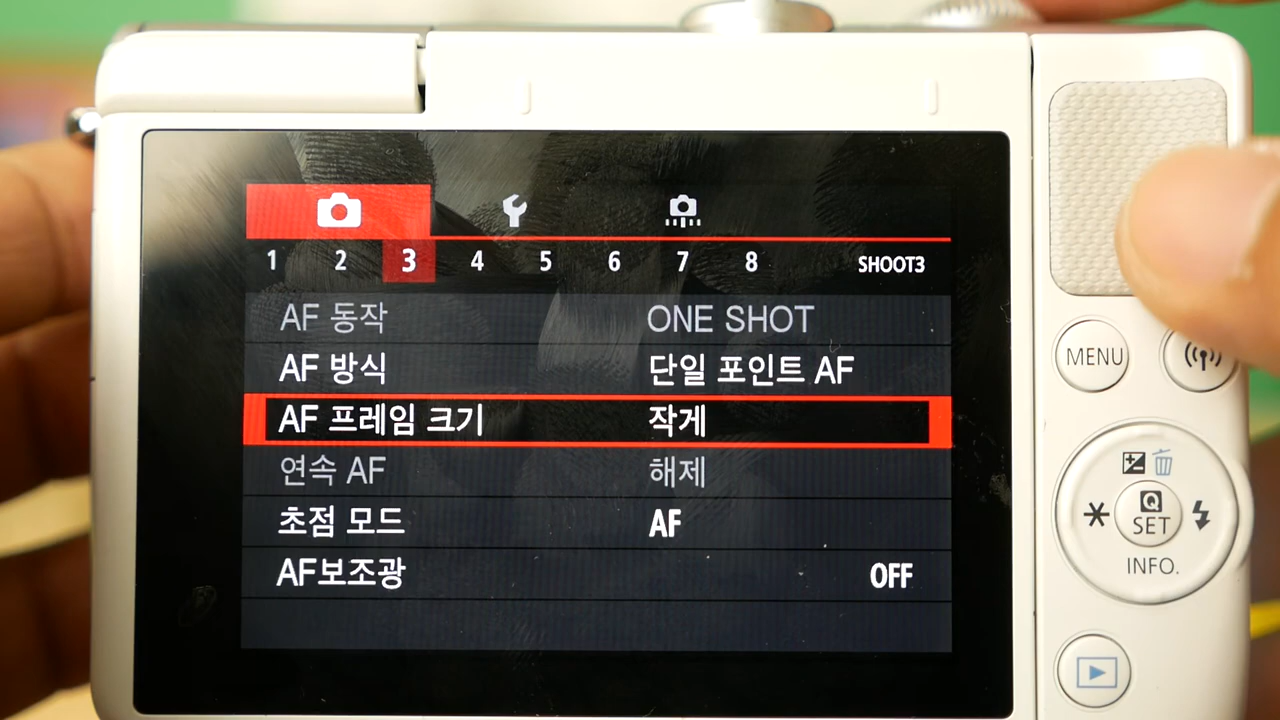 1 2 3 4 5 6 7 8 SHOOT3
AF 동작 ONE SHOT
AF 방식 단일 포인트 AF
AF 프레임 크기 작게
연속 AF 해제
초점 모드 AF
AF보조광 OFF
MENU
Q
SET
INFO.